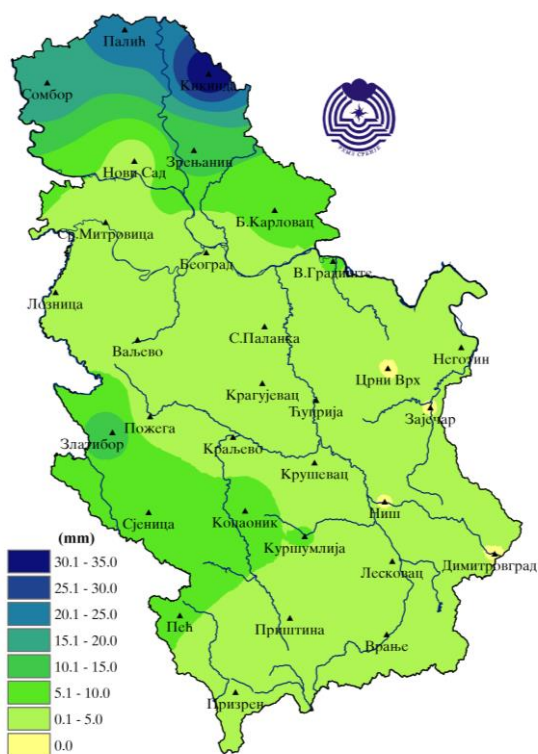 Палић
Кикинда
Сомбор
Зрењанин
Нови Сад
Б.Карловац
Ср.Митровица
Београд
В.Градиште
Лозница
С.Паланка
Ваљево
Неготин
Црни Врх
Крагујевац
Ћуприја
Зајечар
Пожега
Златибор
Краљево
Крушевац
Ниш
Сјеница
Копаоник
Куршумлија
Димитровград
Лесковац
(mm)
30.1 - 35.0
25.1 - 30.0
20.1 - 25.0
15.1 - 20.0
10.1 - 15.0
5.1 - 10.0
0.1 - 5.0
0.0
Пећ
Приштина
Врање
Призрен